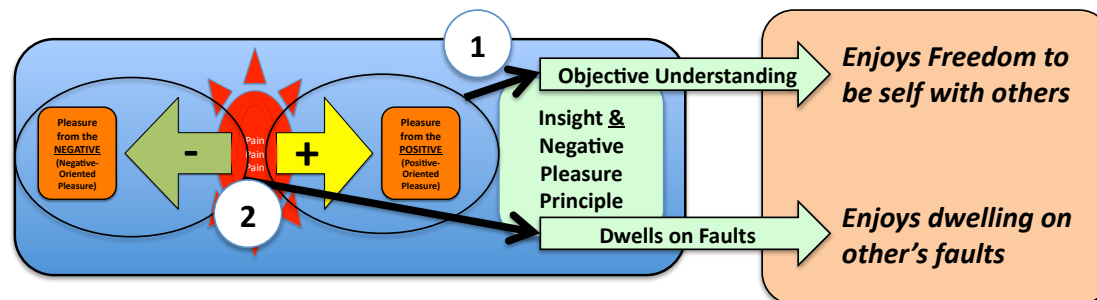 1
Pleasure
from the
NEGATIVE
(Negative-
Oriented
Pleasure)
-
Pain
Pain
Pain
+
Pleasure
from the
POSITIVE
(Positive-
Oriented
Pleasure)
2
Objective Understanding
Insight &
Negative
Pleasure
Principle
Dwells on Faults
Enjoys Freedom to
be self with others
Enjoys dwelling on
other’s faults